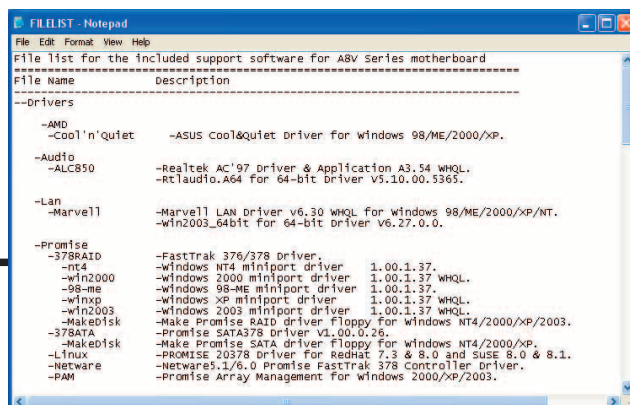 FILELIST - Notepad
File Edit Format View Help
File list for the included support software for A8V Series motherboard
======================================================================
File Name Description
----------------------------------------------------------------------
--Drivers
-AMD
-Cool'n'Quiet -ASUS Cool&Quiet Driver for Windows 98/ME/2000/XP.
-Audio
-ALC850 -Realtek AC'97 Driver & Application A3.54 WHQL.
-Rtlaudio.A64 for 64-bit Driver V5.10.00.5365.
-Lan
-Marvell -Marvell LAN Driver v6.30 WHQL for Windows 98/ME/2000/XP/NT.
-Win2003_64bit for 64-bit Driver V6.27.0.0.
-Promise
-378RAID -FastTrak 376/378 Driver.
-nt4 -Windows NT4 miniport driver 1.00.1.37.
-win2000 -Windows 2000 miniport driver 1.00.1.37 WHQL.
-98-me -Windows 98-ME miniport driver 1.00.1.37.
-winxp -Windows XP miniport driver 1.00.1.37 WHQL.
-win2003 -Windows 2003 miniport driver 1.00.1.37 WHQL.
-MakeDisk -Make Promise RAID driver floppy for Windows NT4/2000/XP/2003.
-378ATA -Promise SATA378 Driver V1.00.0.26.
-MakeDisk -Make Promise SATA driver floppy for Windows NT4/2000/XP.
-Linux -PROMISE 20378 Driver for RedHat 7.3 & 8.0 and SuSE 8.0 & 8.1.
-Netware -Netware5.1/6.0 Promise FastTrak 378 Controller Driver.
-PAM -Promise Array Management for Windows 2000/XP/2003.